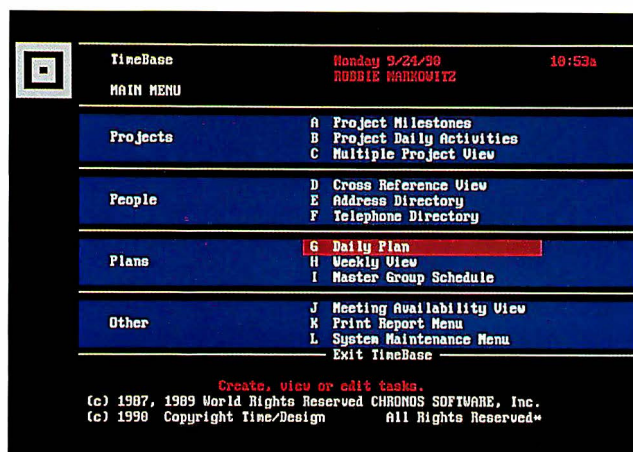 TimeBase Monday 9/24/90 10:53a
ROBBIE MARKOWITZ
MAIN MENU
A Project Milestones
Projects B Project Daily Activities
C Multiple Project View
D Cross Reference View
People E Address Directory
F Telephone Directory
G Daily Plan
Plans H Weekly View
I Master Group Schedule
J Meeting Availability View
Other K Print Report Menu
L System Maintenance Menu
Exit TimeBase
Create, view or edit tasks.
(c) 1987, 1989 World Rights Reserved CHRONOS SOFTWARE, Inc.
(c) 1990 Copyright Time/Design All Rights Reserved*